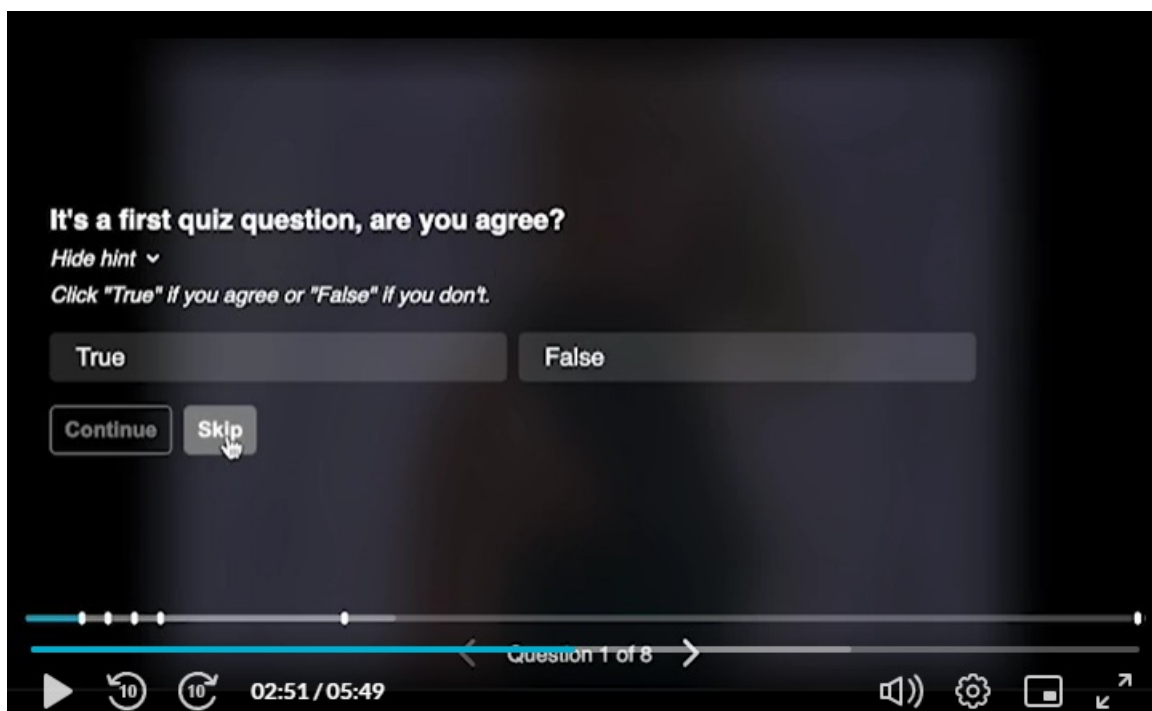 It's a first quiz question, are you agree?
Hide hint
Click "True" if you agree or "False" if you don't.
True False
Continue Skip
Question 1 of 8
10 10 02:51 / 05:49